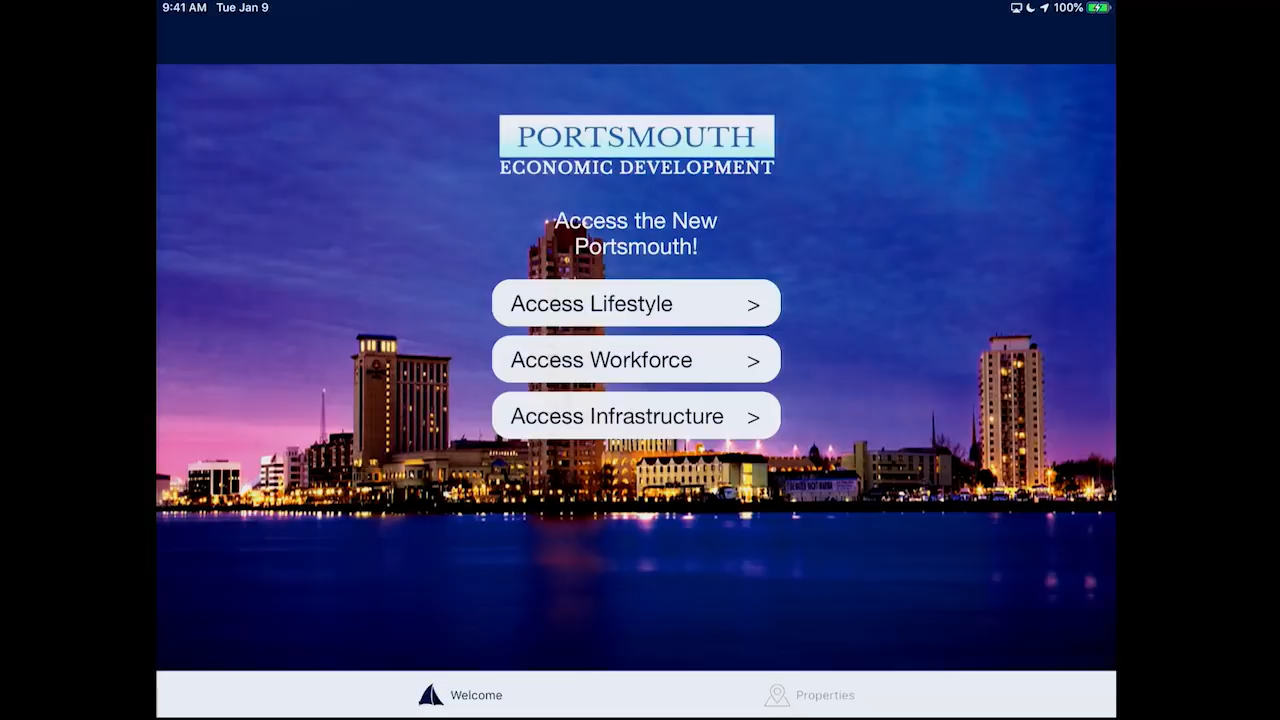 9:41 AM Tue Jan 9
100%
PORTSMOUTH
ECONOMIC DEVELOPMENT
Access the New
Portsmouth!
Access Lifestyle >
Access Workforce >
Access Infrastructure >
Welcome
Properties